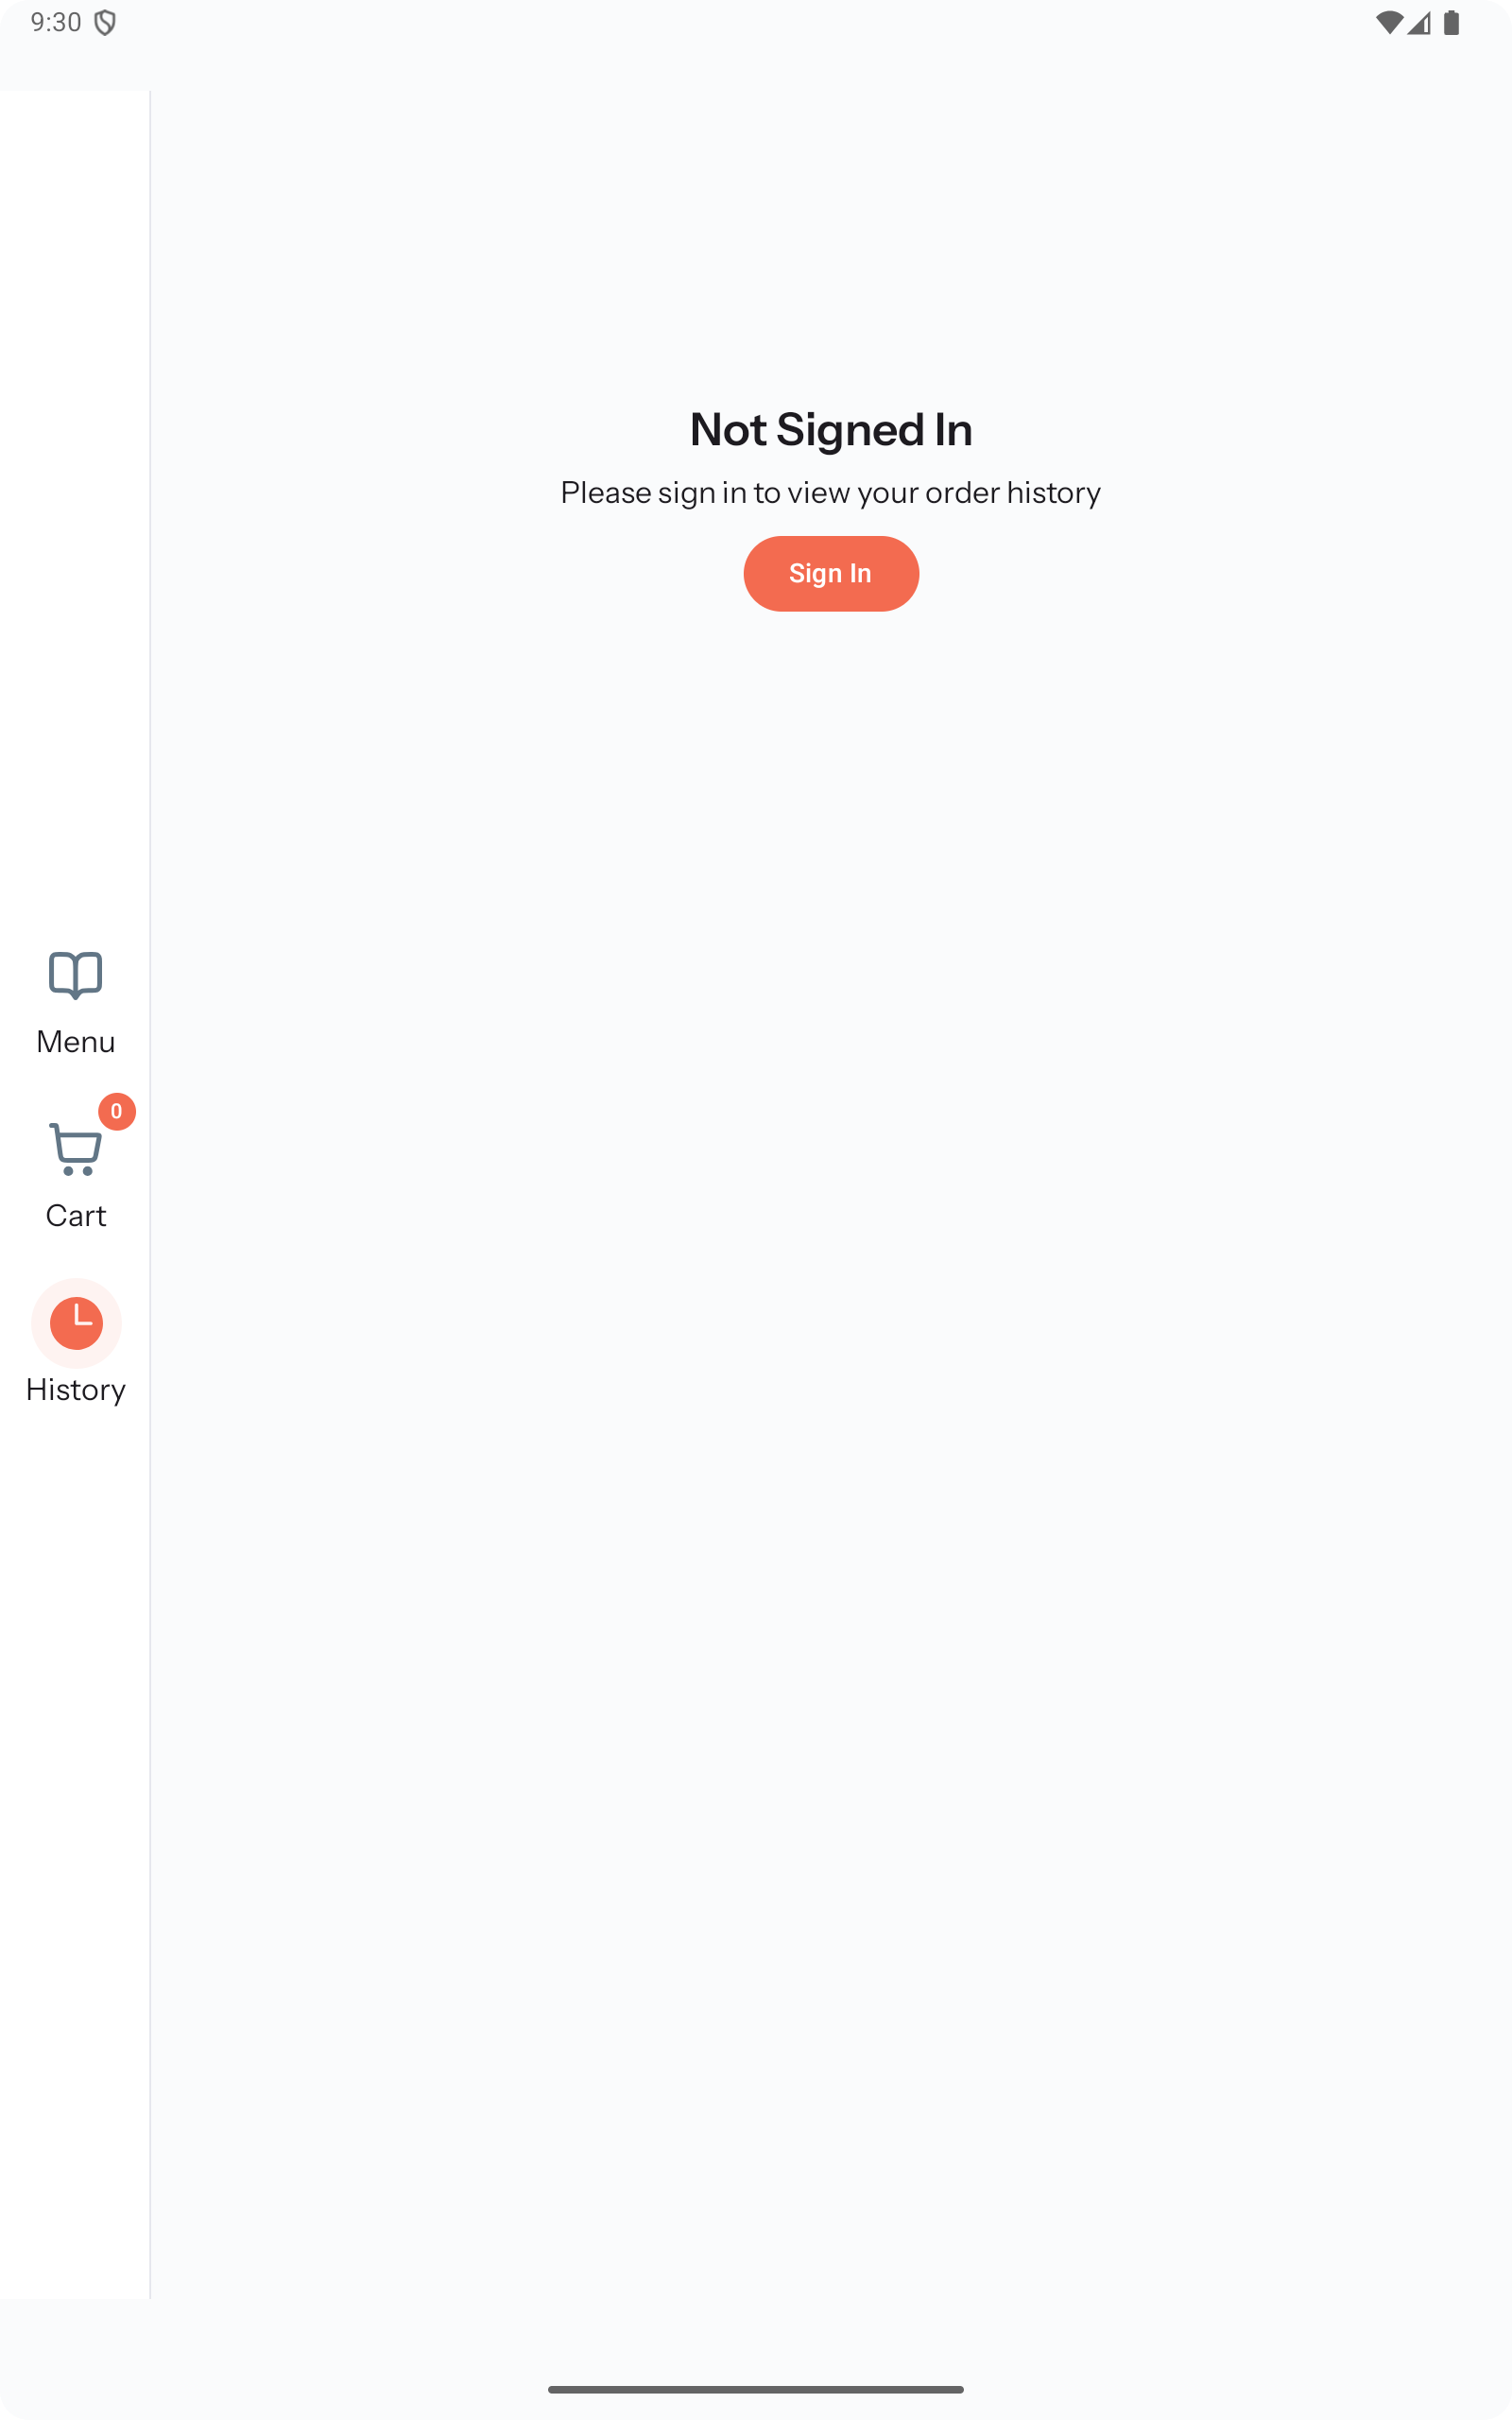 9:30
Not Signed In
Please sign in to view your order history
Sign In
Menu
0
Cart
History